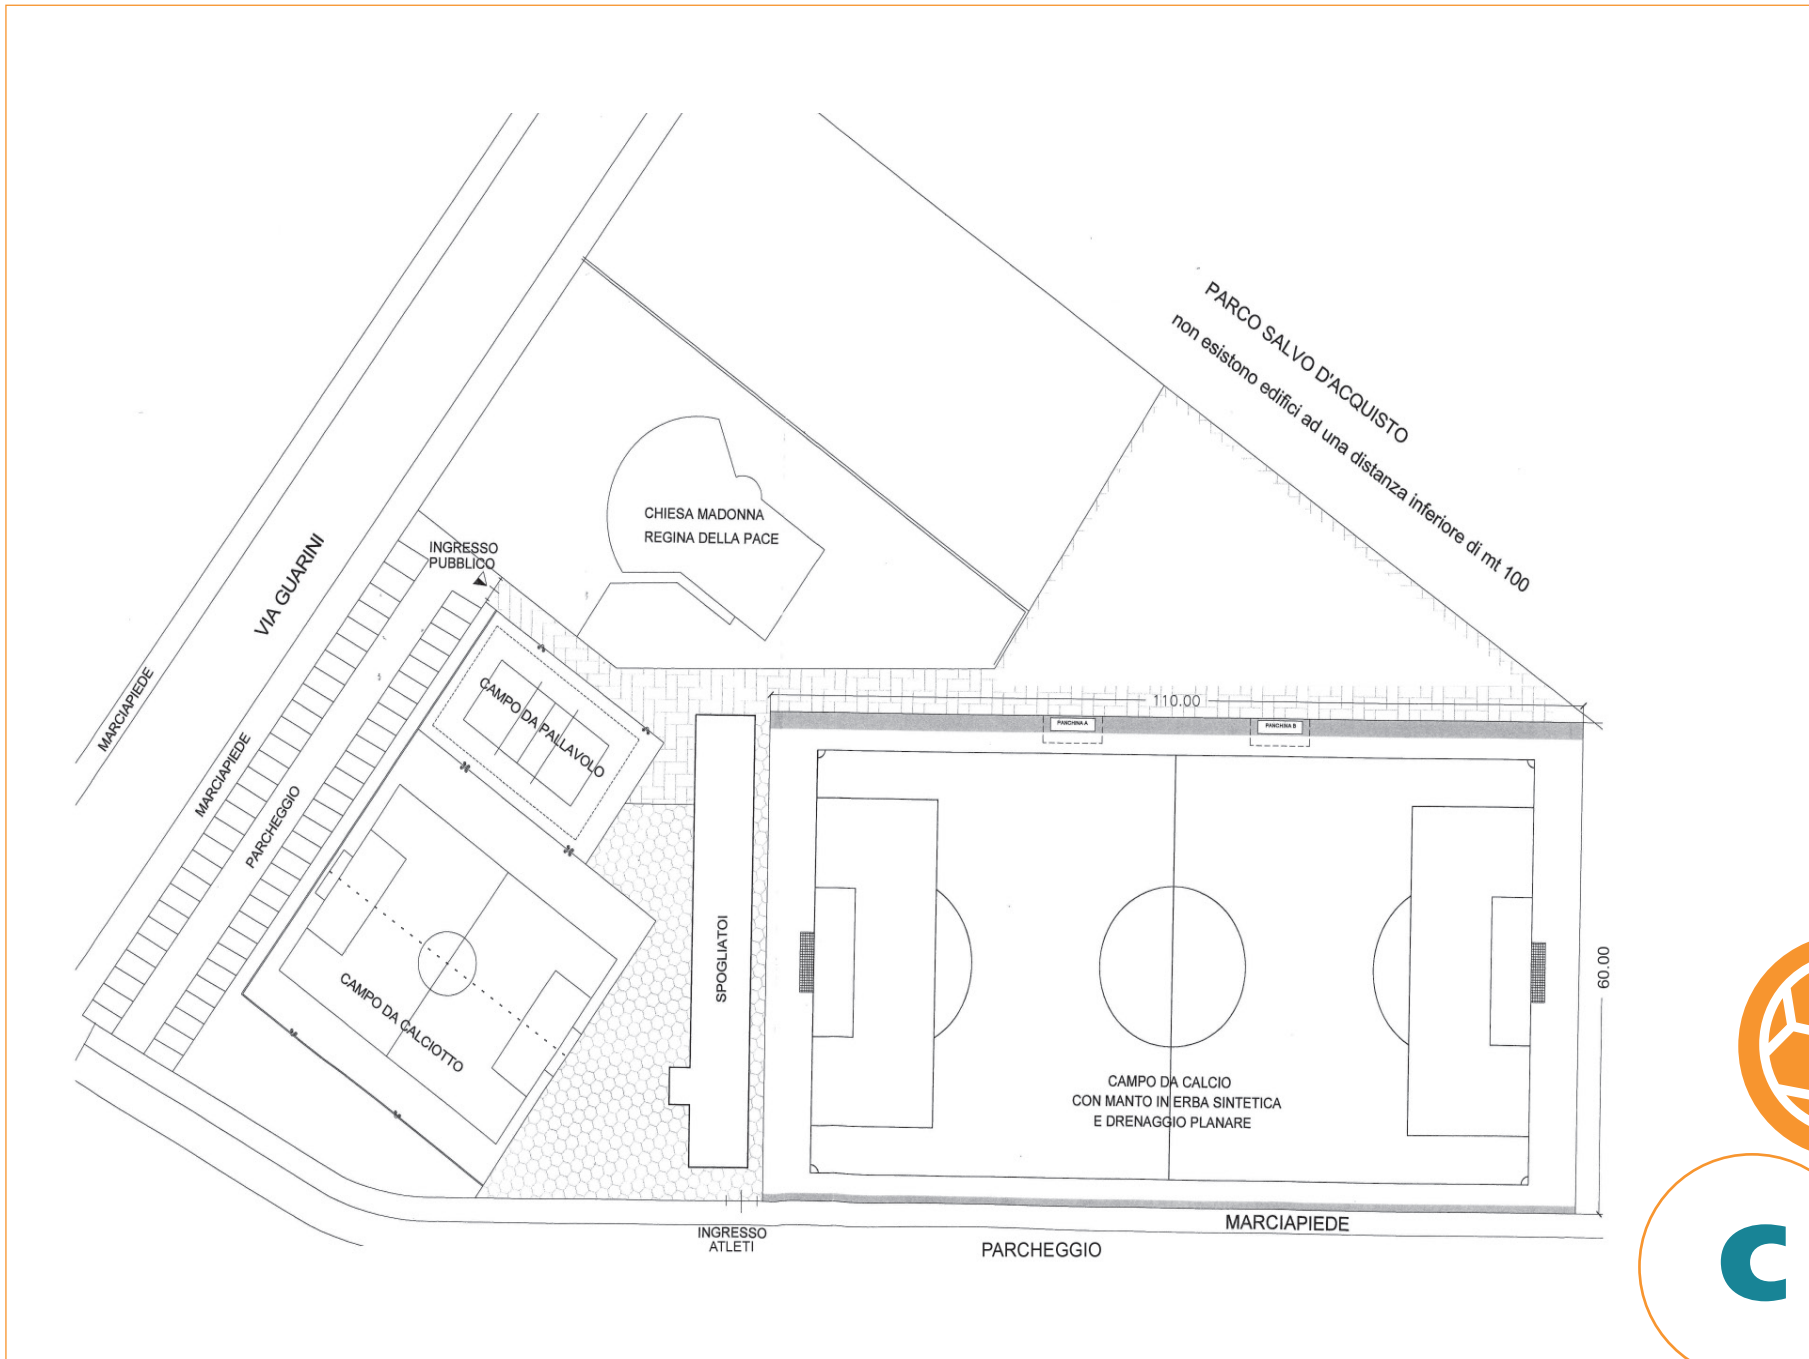 PARCO SALVO D'ACQUISTO
non esistono edifici ad una distanza inferiore di mt 100
CHIESA MADONNA
REGINA DELLA PACE
INGRESSO
PUBBLICO
VIA GUARINI
MARCIAPIEDE
MARCIAPIEDE
PARCHEGGIO
CAMPO DA PALLAVOLO
110.00
PANCHINA A
PANCHINA B
SPOGLIATOI
60.00
CAMPO DA CALCIOTTO
CAMPO DA CALCIO
CON MANTO IN ERBA SINTETICA
E DRENAGGIO PLANARE
INGRESSO
ATLETI
MARCIAPIEDE
PARCHEGGIO
C